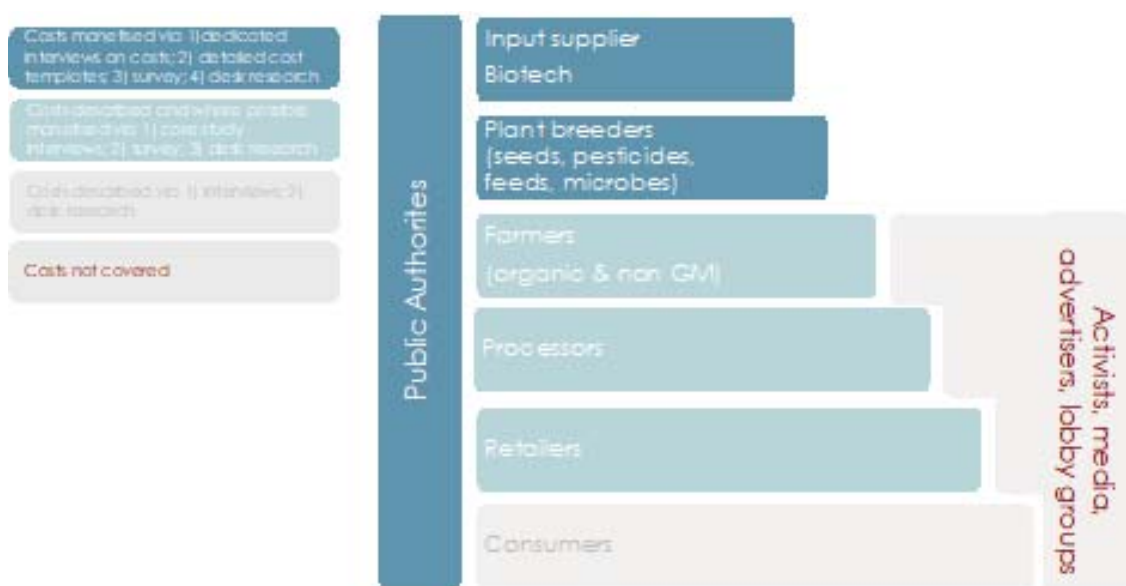 Costs monetised via 1) dedicated
interviews on costs; 2) detailed cost
templates; 3) survey; 4) desk research
Costs described and where possible
monetised via 1) case study
interviews; 2) survey; 3) desk research
Costs described via 1) interviews; 2)
desk research
Costs not covered
Public Authorites
Input supplier
Biotech
Plant breeders
(seeds, pesticides,
feeds, microbes)
Farmers
(organic & non GM)
Processors
Retailers
Consumers
Activists, media,
advertisers, lobby groups